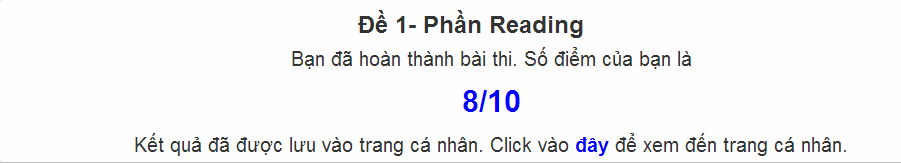 Đề 1- Phần Reading
Bạn đã hoàn thành bài thi. Số điểm của bạn là
8/10
Kết quả đã được lưu vào trang cá nhân. Click vào đây để xem đến trang cá nhân.